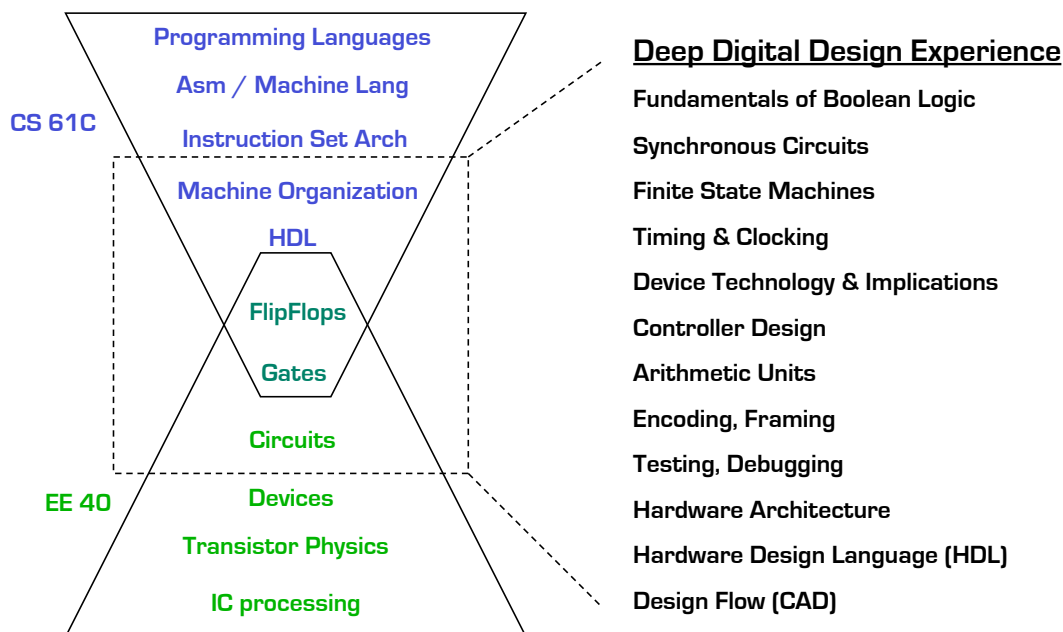 Programming Languages
Asm / Machine Lang
CS 61C
Instruction Set Arch
Machine Organization
HDL
FlipFlops
Gates
Circuits
EE 40
Devices
Transistor Physics
IC processing
Deep Digital Design Experience
Fundamentals of Boolean Logic
Synchronous Circuits
Finite State Machines
Timing & Clocking
Device Technology & Implications
Controller Design
Arithmetic Units
Encoding, Framing
Testing, Debugging
Hardware Architecture
Hardware Design Language (HDL)
Design Flow (CAD)